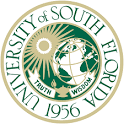 UNIVERSITY of SOUTH FLORIDA
TRUTH WISDOM
1956